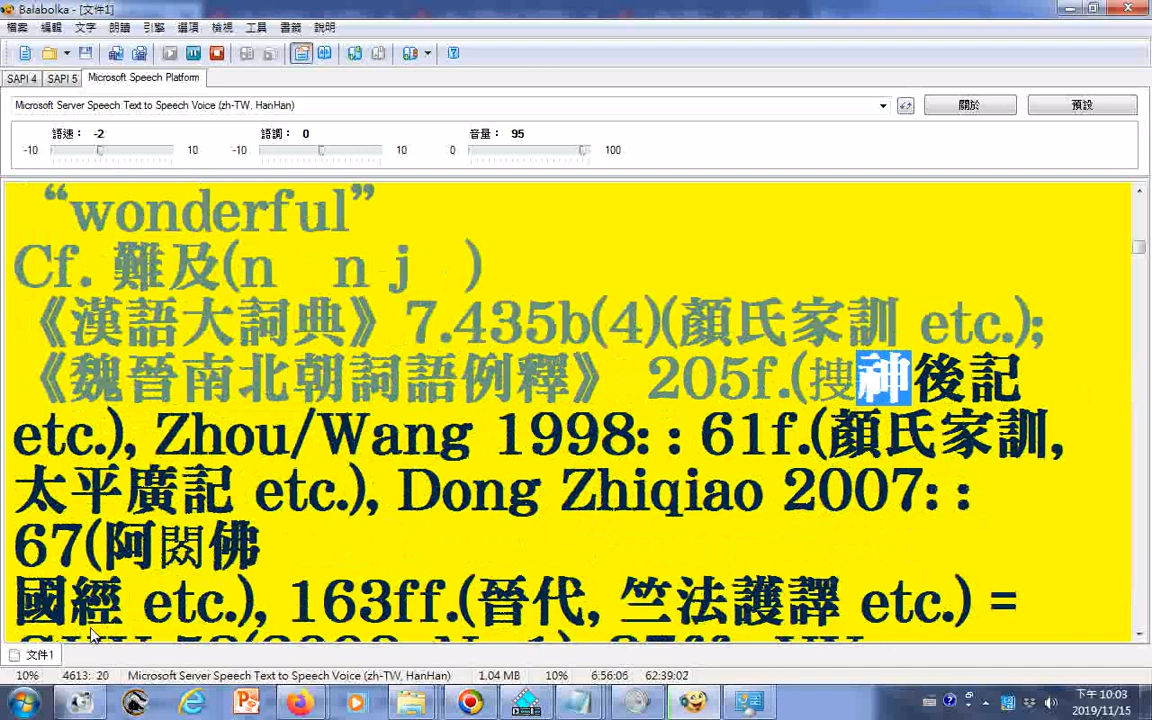 Balabolka - [文件1]
檔案 編輯 文字 朗讀 引擎 選項 檢視 工具 書籤 說明
SAPI 4 SAPI 5 Microsoft Speech Platform
Microsoft Server Speech Text to Speech Voice (zh-TW, HanHan) 關於 預設
語速： -2 語調： 0 音量： 95
-10 10 -10 10 0 100
“wonderful”
Cf. 難及(n n j )
《漢語大詞典》 7.435b(4)(顏氏家訓 etc.);
《魏晉南北朝詞語例釋》 205f.(搜神後記
etc.), Zhou/Wang 1998: : 61f.(顏氏家訓,
太平廣記 etc.), Dong Zhiqiao 2007: :
67(阿閦佛
國經 etc.), 163ff.(晉代, 竺法護譯 etc.) =
文件1
10% 4613: 20 Microsoft Server Speech Text to Speech Voice (zh-TW, HanHan) 1.04 MB 10% 6:56:06 62:39:02
下午 10:03
2019/11/15